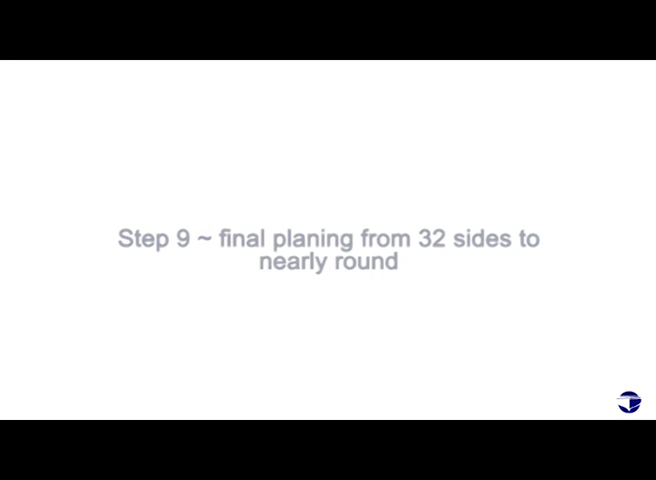 Step 9 ~ final planing from 32 sides to
nearly round